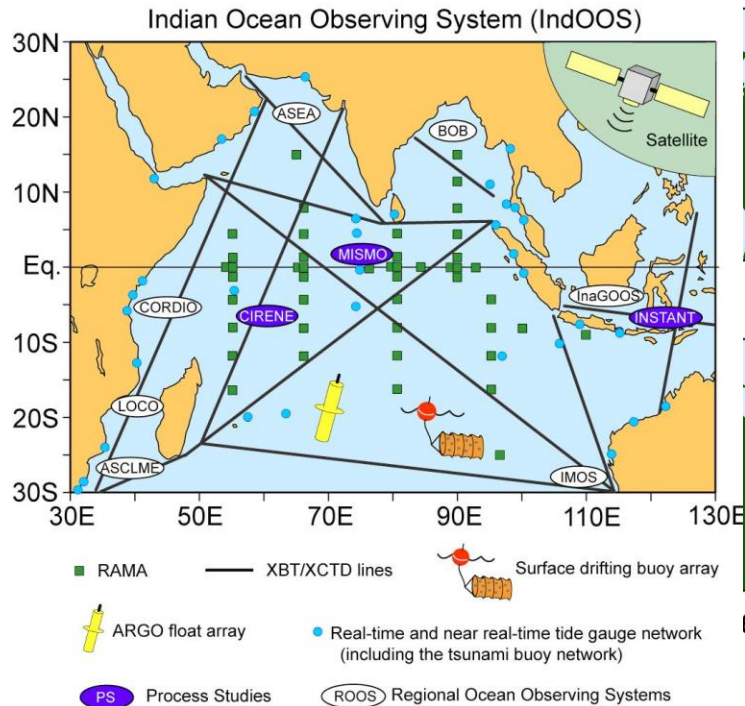 Indian Ocean Observing System (IndOOS)
30N
20N
10N
Eq.
10S
20S
30S
30E
50E
70E
90E
110E
130E
ASEA
BOB
Satellite
MISMO
CORDIO
CIRENE
InaGOOS
INSTANT
LOCO
ASCLME
IMOS
RAMA
XBT/XCTD lines
Surface drifting buoy array
ARGO float array
Real-time and near real-time tide gauge network
(including the tsunami buoy network)
PS Process Studies
ROOS Regional Ocean Observing Systems